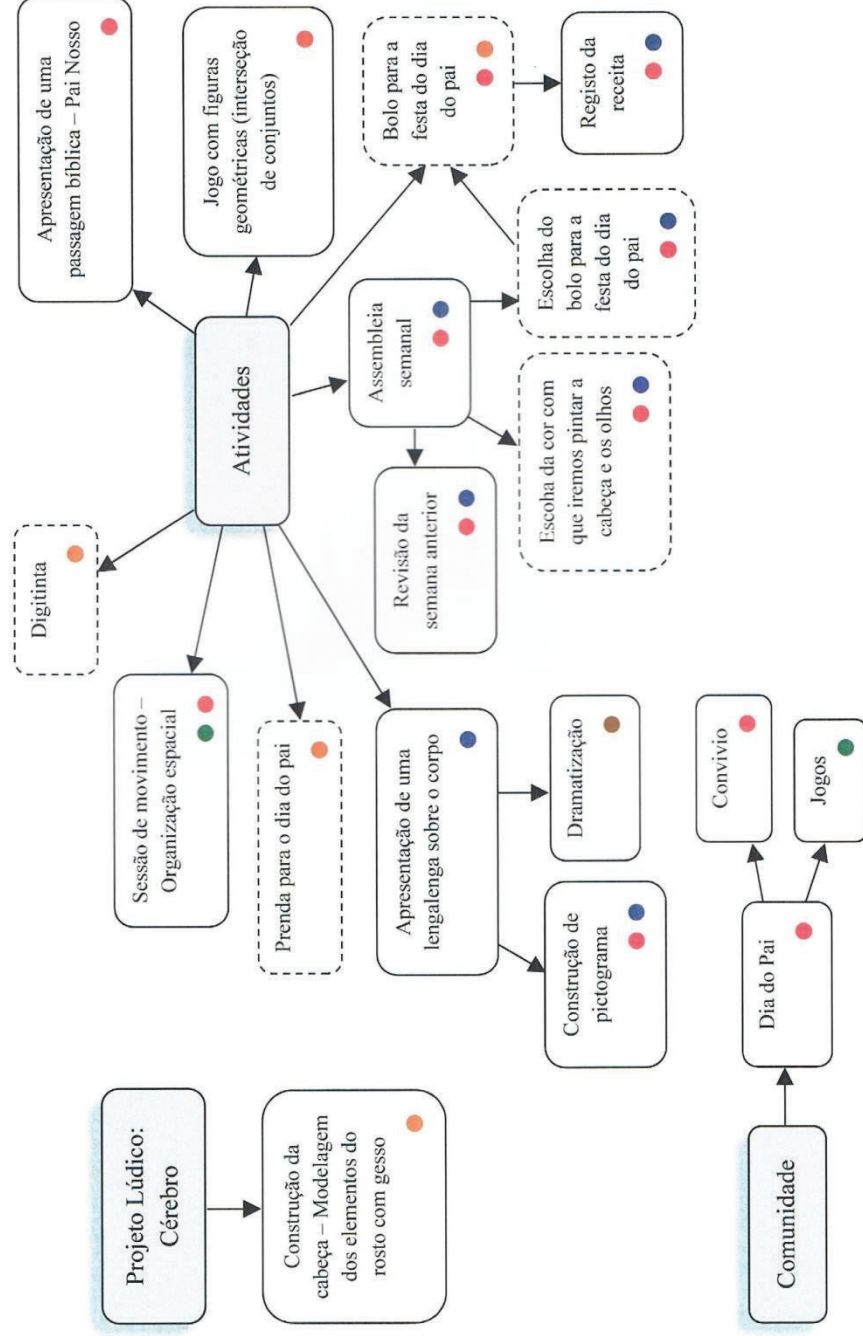 Projeto Lúdico:
Cérebro
Construção da
cabeça – Modelagem
dos elementos do
rosto com gesso
Atividades
Digitinta
Sessão de movimento –
Organização espacial
Prenda para o dia do pai
Apresentação de uma
lengalenga sobre o corpo
Construção de
pictograma
Dramatização
Assembleia
semanal
Revisão da
semana anterior
Escolha da cor com
que iremos pintar a
cabeça e os olhos
Escolha do
bolo para a
festa do dia
do pai
Bolo para a
festa do dia
do pai
Registo da
receita
Jogo com figuras
geométricas (interseção
de conjuntos)
Apresentação de uma
passagem bíblica – Pai Nosso
Comunidade
Dia do Pai
Convívio
Jogos